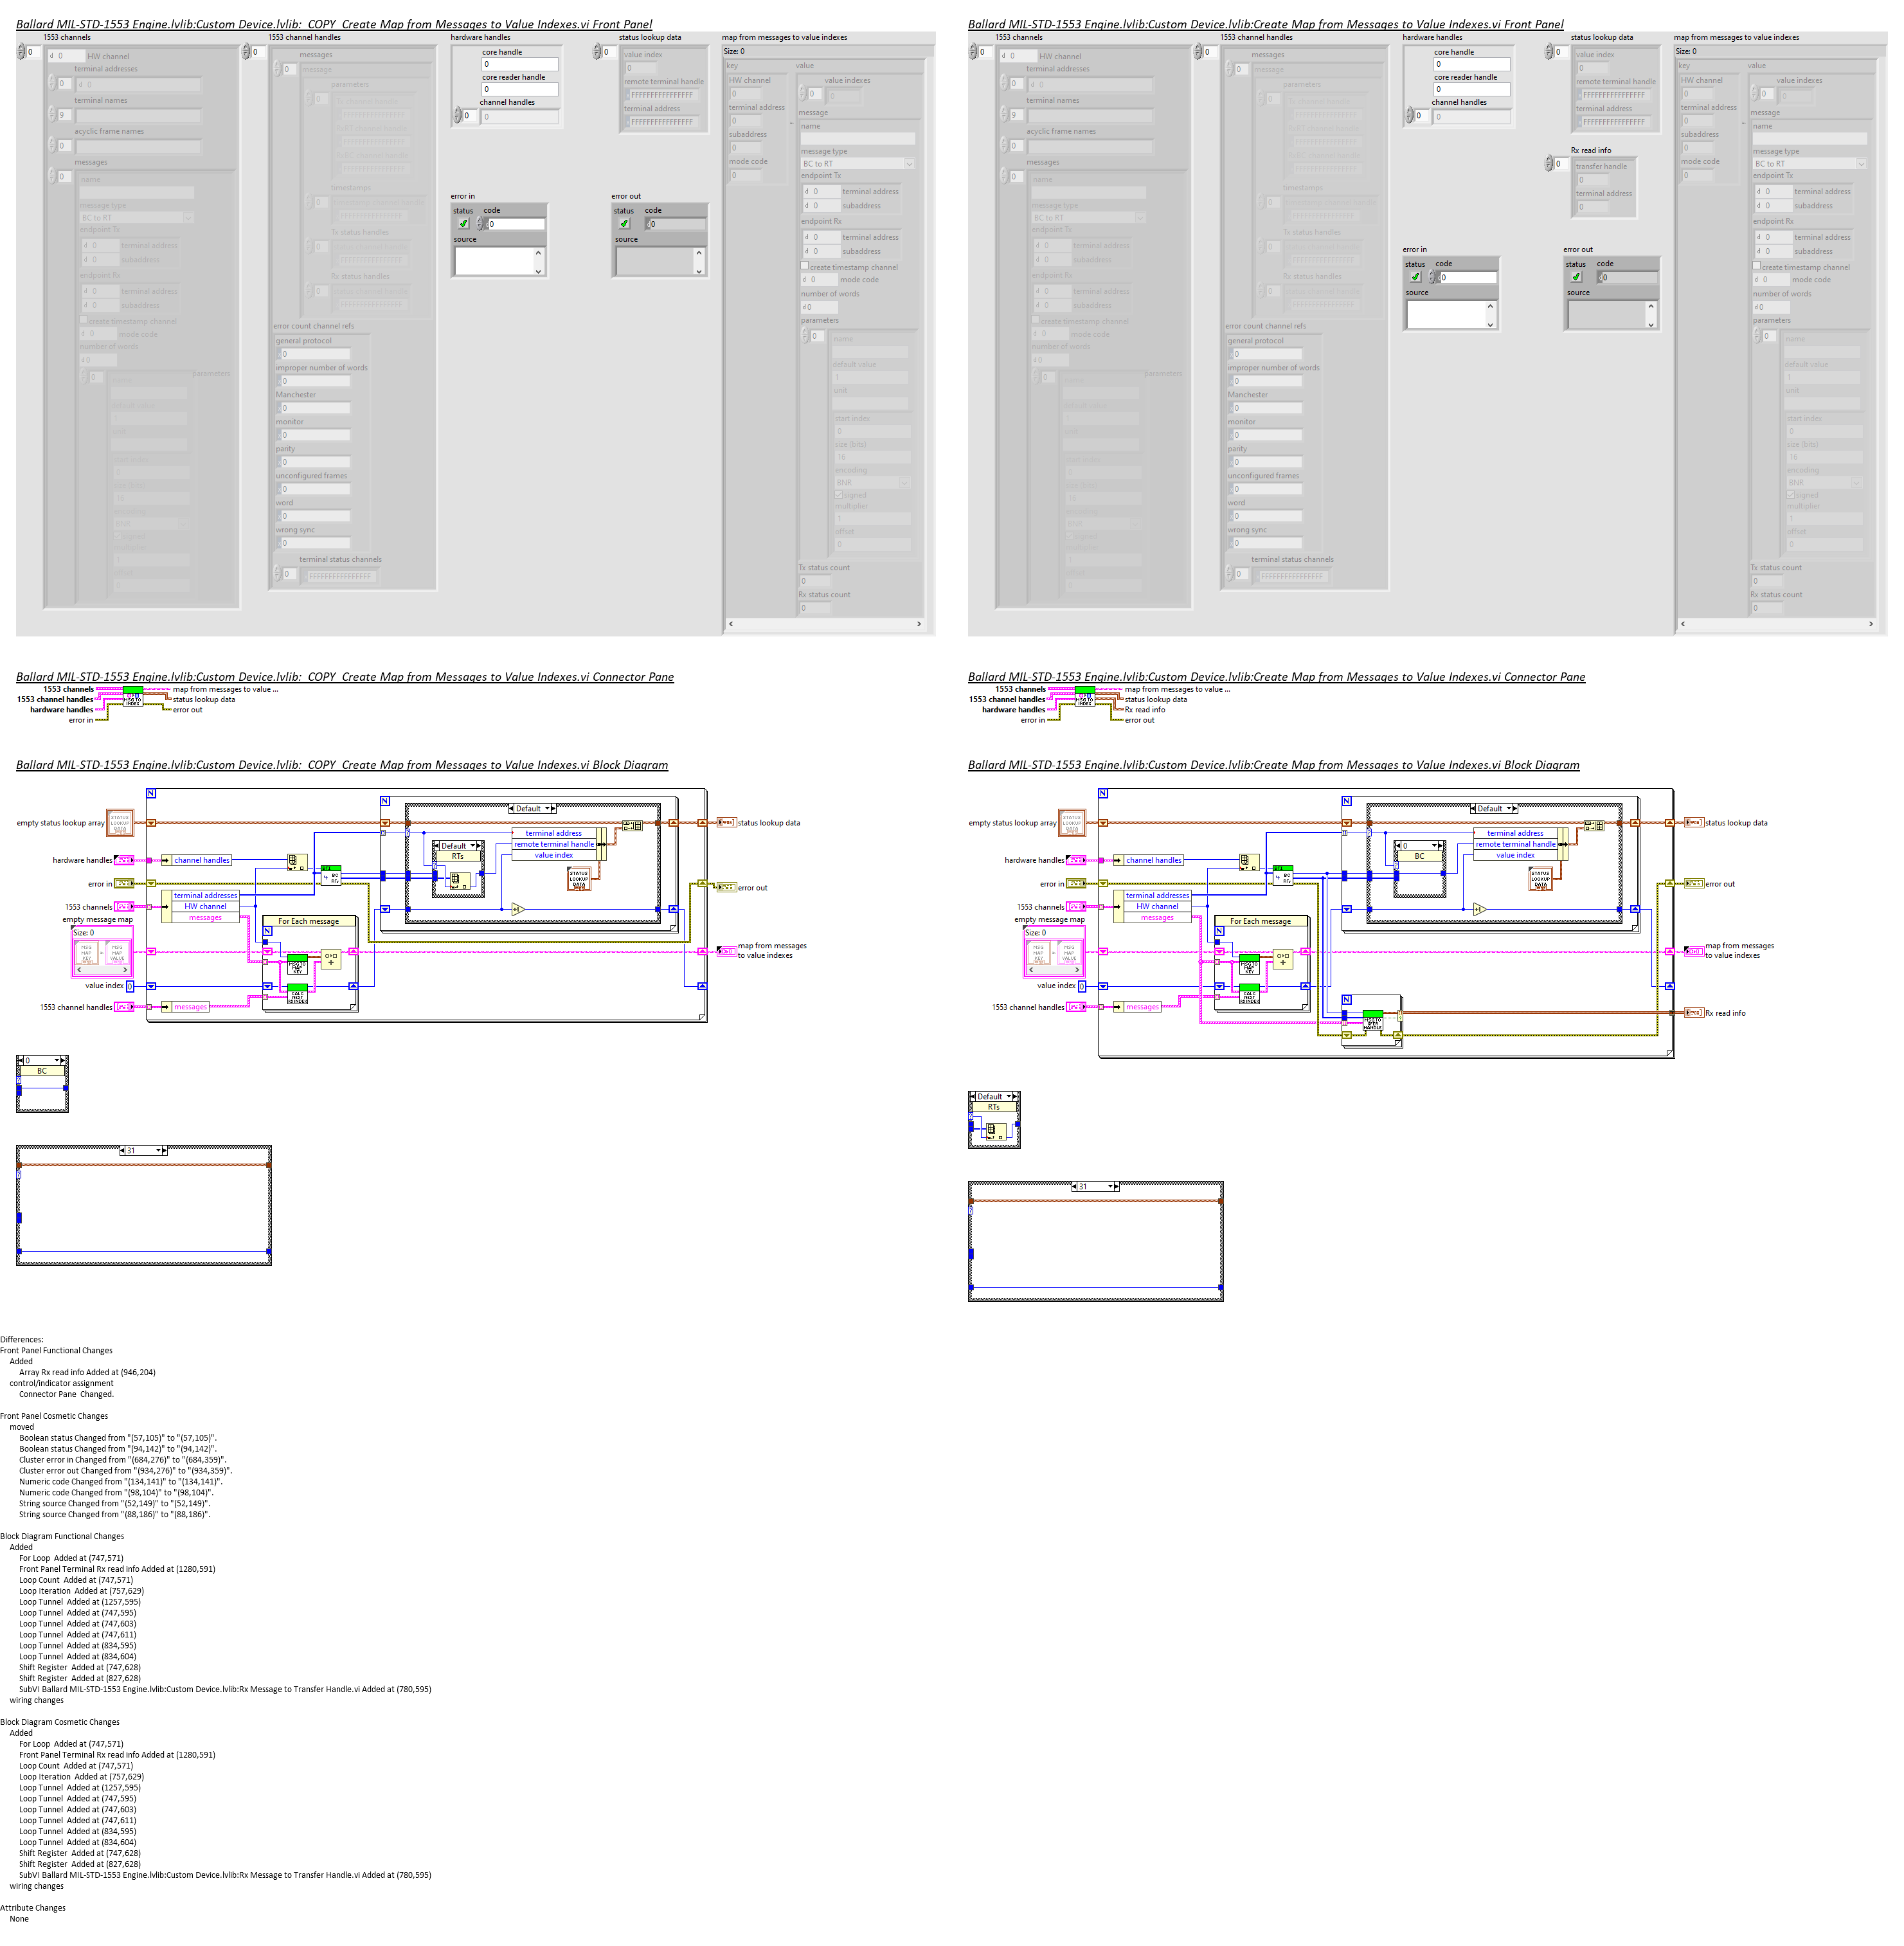 Ballard MIL-STD-1553 Engine.lvlib:Custom Device.lvlib:_COPY_Create Map from Messages to Value Indexes.vi Front Panel
1553 channels
1553 channel handles
hardware handles
status lookup data
map from messages to value indexes
0
HW channel
terminal addresses
terminal names
9
acyclic frame names
messages
name
message type
BC to RT
endpoint Tx
terminal address
subaddress
endpoint Rx
terminal address
subaddress
create timestamp channel
mode code
number of words
parameters
messages
message
parameters
timestamps
Tx status handles
Rx status handles
error count channel refs
general protocol
improper number of words
Manchester
monitor
parity
unconfigured frames
word
wrong sync
terminal status channels
FFFFFFFFFFFFFFFF
core handle
0
core reader handle
0
channel handles
0
error in
status code
0
source
value index
0
remote terminal handle
FFFFFFFFFFFFFFFF
terminal address
FFFFFFFFFFFFFFFF
error out
status code
0
source
Size: 0
key
HW channel
0
terminal address
0
subaddress
0
mode code
0
value
value indexes
0
message
name
message type
BC to RT
endpoint Tx
terminal address
subaddress
endpoint Rx
terminal address
subaddress
create timestamp channel
mode code
number of words
parameters
name
default value
1
unit
start index
0
size (bits)
16
encoding
BNR
signed
multiplier
1
offset
0
Tx status count
0
Rx status count
0
Ballard MIL-STD-1553 Engine.lvlib:Custom Device.lvlib:Create Map from Messages to Value Indexes.vi Front Panel
1553 channels
1553 channel handles
hardware handles
status lookup data
map from messages to value indexes
HW channel
terminal addresses
terminal names
9
acyclic frame names
messages
name
message type
BC to RT
endpoint Tx
terminal address
subaddress
endpoint Rx
terminal address
subaddress
create timestamp channel
mode code
number of words
parameters
messages
message
parameters
timestamps
Tx status handles
Rx status handles
error count channel refs
general protocol
improper number of words
Manchester
monitor
parity
unconfigured frames
word
wrong sync
terminal status channels
FFFFFFFFFFFFFFFF
core handle
0
core reader handle
0
channel handles
0
error in
status code
0
source
value index
0
remote terminal handle
FFFFFFFFFFFFFFFF
terminal address
FFFFFFFFFFFFFFFF
Rx read info
0
transfer handle
0
terminal address
0
error out
status code
0
source
Size: 0
key
HW channel
0
terminal address
0
subaddress
0
mode code
0
value
value indexes
0
message
name
message type
BC to RT
endpoint Tx
terminal address
subaddress
endpoint Rx
terminal address
subaddress
create timestamp channel
mode code
number of words
parameters
name
default value
1
unit
start index
0
size (bits)
16
encoding
BNR
signed
multiplier
1
offset
0
Tx status count
0
Rx status count
0
Ballard MIL-STD-1553 Engine.lvlib:Custom Device.lvlib:_COPY_Create Map from Messages to Value Indexes.vi Connector Pane
1553 channels
1553 channel handles
hardware handles
error in
map from messages to value ...
status lookup data
error out
Ballard MIL-STD-1553 Engine.lvlib:Custom Device.lvlib:Create Map from Messages to Value Indexes.vi Connector Pane
1553 channels
1553 channel handles
hardware handles
error in
map from messages to value ...
status lookup data
Rx read info
error out
Ballard MIL-STD-1553 Engine.lvlib:Custom Device.lvlib:_COPY_Create Map from Messages to Value Indexes.vi Block Diagram
N
N
Default
empty status lookup array
STATUS LOOKUP DATA
status lookup data
terminal address
remote terminal handle
value index
Default
RTs
hardware handles
channel handles
STATUS LOOKUP DATA
error in
error out
terminal addresses
1553 channels
HW channel
messages
empty message map
For Each message
Size: 0
N
MSG MAP KEY
MSG MAP VALUE
MSG TO MAP KEY
map from messages
to value indexes
value index 0
CALC NEXT AS INDEX
1553 channel handles
messages
0
BC
31
Ballard MIL-STD-1553 Engine.lvlib:Custom Device.lvlib:Create Map from Messages to Value Indexes.vi Block Diagram
N
N
Default
empty status lookup array
STATUS LOOKUP DATA
status lookup data
terminal address
remote terminal handle
value index
0
BC
hardware handles
channel handles
STATUS LOOKUP DATA
error in
error out
terminal addresses
1553 channels
HW channel
messages
empty message map
For Each message
Size: 0
N
MSG MAP KEY
MSG MAP VALUE
MSG TO MAP KEY
map from messages
to value indexes
value index 0
CALC NEXT AS INDEX
N
1553 channel handles
messages
MSG TO XFER HANDLE
Rx read info
Default
RTs
31
Differences:
Front Panel Functional Changes
Added
Array Rx read info Added at (946,204)
control/indicator assignment
Connector Pane  Changed.
Front Panel Cosmetic Changes
moved
Boolean status Changed from "(57,105)" to "(57,105)".
Boolean status Changed from "(94,142)" to "(94,142)".
Cluster error in Changed from "(684,276)" to "(684,359)".
Cluster error out Changed from "(934,276)" to "(934,359)".
Numeric code Changed from "(134,141)" to "(134,141)".
Numeric code Changed from "(98,104)" to "(98,104)".
String source Changed from "(52,149)" to "(52,149)".
String source Changed from "(88,186)" to "(88,186)".
Block Diagram Functional Changes
Added
For Loop  Added at (747,571)
Front Panel Terminal Rx read info Added at (1280,591)
Loop Count  Added at (747,571)
Loop Iteration  Added at (757,629)
Loop Tunnel  Added at (1257,595)
Loop Tunnel  Added at (747,595)
Loop Tunnel  Added at (747,603)
Loop Tunnel  Added at (747,611)
Loop Tunnel  Added at (834,595)
Loop Tunnel  Added at (834,604)
Shift Register  Added at (747,628)
Shift Register  Added at (827,628)
SubVI Ballard MIL-STD-1553 Engine.lvlib:Custom Device.lvlib:Rx Message to Transfer Handle.vi Added at (780,595)
wiring changes
Block Diagram Cosmetic Changes
Added
For Loop  Added at (747,571)
Front Panel Terminal Rx read info Added at (1280,591)
Loop Count  Added at (747,571)
Loop Iteration  Added at (757,629)
Loop Tunnel  Added at (1257,595)
Loop Tunnel  Added at (747,595)
Loop Tunnel  Added at (747,603)
Loop Tunnel  Added at (747,611)
Loop Tunnel  Added at (834,595)
Loop Tunnel  Added at (834,604)
Shift Register  Added at (747,628)
Shift Register  Added at (827,628)
SubVI Ballard MIL-STD-1553 Engine.lvlib:Custom Device.lvlib:Rx Message to Transfer Handle.vi Added at (780,595)
wiring changes
Attribute Changes
None